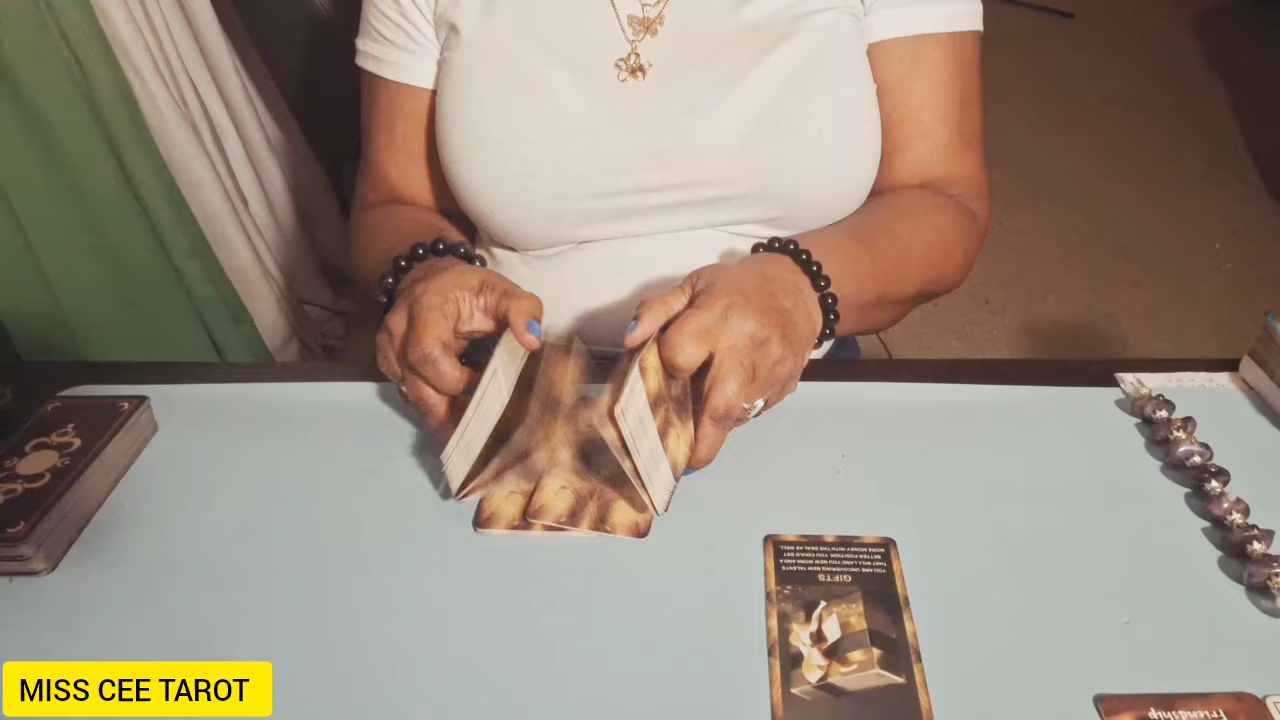 MORE MONEY WITH THE DEAL AS WELL.
BETTER POSITION. YOU COULD GET
THAT WILL LAND YOU NEW WORK AND A
YOU ARE UNCOVERING NEW TALENTS
GIFTS
Friendship
MISS CEE TAROT